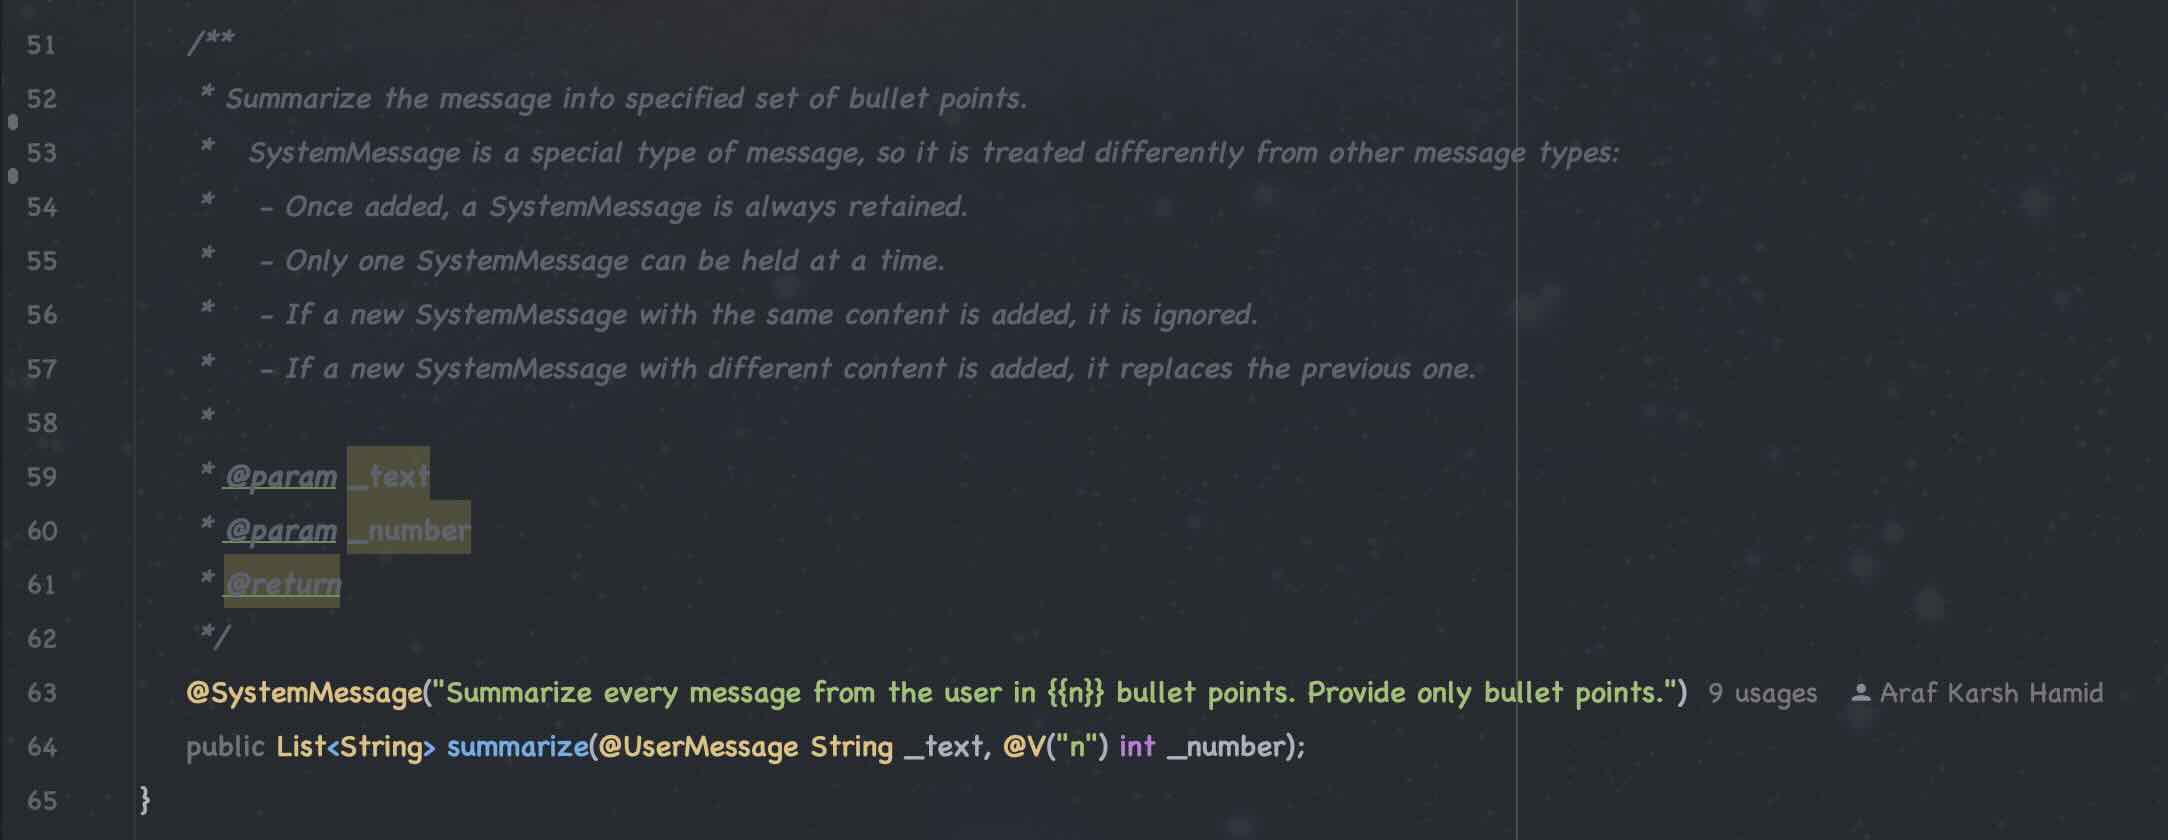 51 /**
52 * Summarize the message into specified set of bullet points.
53 * SystemMessage is a special type of message, so it is treated differently from other message types:
54 * - Once added, a SystemMessage is always retained.
55 * - Only one SystemMessage can be held at a time.
56 * - If a new SystemMessage with the same content is added, it is ignored.
57 * - If a new SystemMessage with different content is added, it replaces the previous one.
58 *
59 * @param _text
60 * @param _number
61 * @return
62 */
63 @SystemMessage("Summarize every message from the user in {{n}} bullet points. Provide only bullet points.") 9 usages Araf Karsh Hamid
64 public List<String> summarize(@UserMessage String _text, @V("n") int _number);
65 }